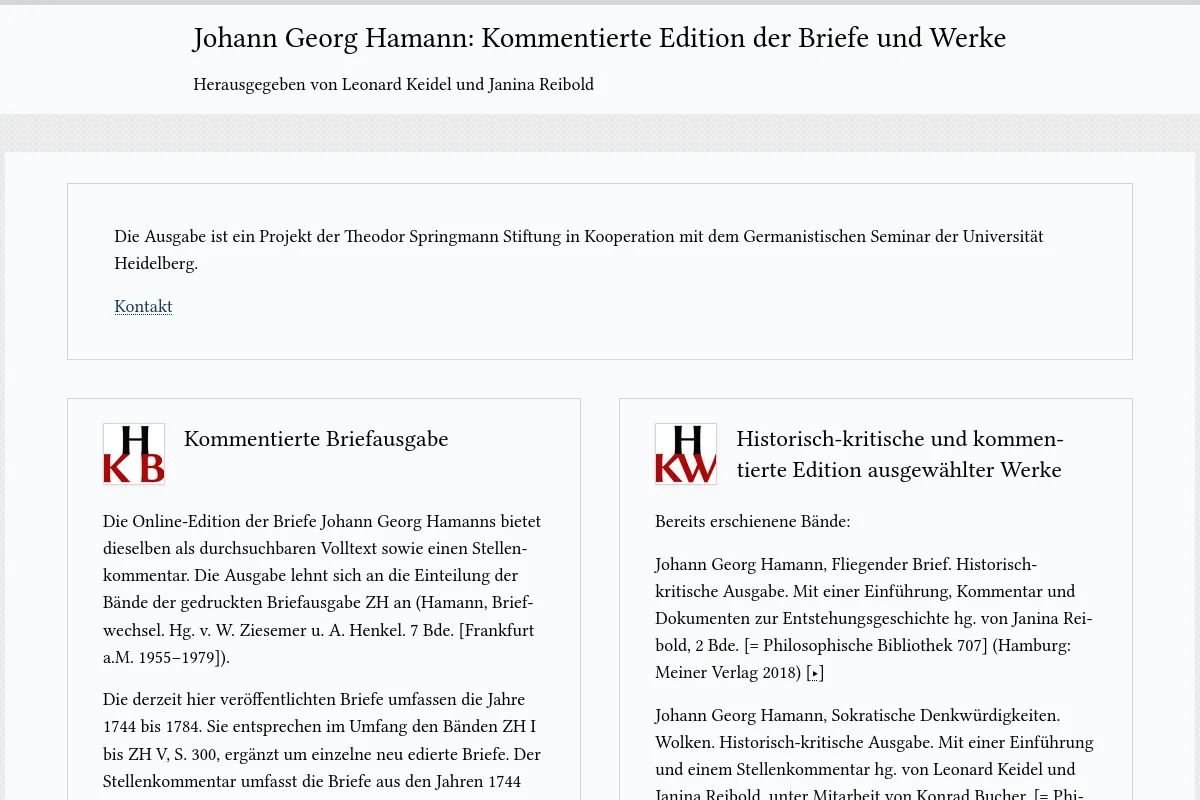 Johann Georg Hamann: Kommentierte Edition der Briefe und Werke
Herausgegeben von Leonard Keidel und Janina Reibold
Die Ausgabe ist ein Projekt der Theodor Springmann Stiftung in Kooperation mit dem Germanistischen Seminar der Universität
Heidelberg.
Kontakt
H
K B
Kommentierte Briefausgabe
Die Online-Edition der Briefe Johann Georg Hamanns bietet
dieselben als durchsuchbaren Volltext sowie einen Stellen-
kommentar. Die Ausgabe lehnt sich an die Einteilung der
Bände der gedruckten Briefausgabe ZH an (Hamann, Brief-
wechsel. Hg. v. W. Ziesemer u. A. Henkel. 7 Bde. [Frankfurt
a.M. 1955–1979]).
Die derzeit hier veröffentlichten Briefe umfassen die Jahre
1744 bis 1784. Sie entsprechen im Umfang den Bänden ZH I
bis ZH V, S. 300, ergänzt um einzelne neu edierte Briefe. Der
Stellenkommentar umfasst die Briefe aus den Jahren 1744
H
KW
Historisch-kritische und kommen-
tierte Edition ausgewählter Werke
Bereits erschienene Bände:
Johann Georg Hamann, Fliegender Brief. Historisch-
kritische Ausgabe. Mit einer Einführung, Kommentar und
Dokumenten zur Entstehungsgeschichte hg. von Janina Rei-
bold, 2 Bde. [= Philosophische Bibliothek 707] (Hamburg:
Meiner Verlag 2018) [‣]
Johann Georg Hamann, Sokratische Denkwürdigkeiten.
Wolken. Historisch-kritische Ausgabe. Mit einer Einführung
und einem Stellenkommentar hg. von Leonard Keidel und
Janina Reibold, unter Mitarbeit von Konrad Bucher. [= Phi-